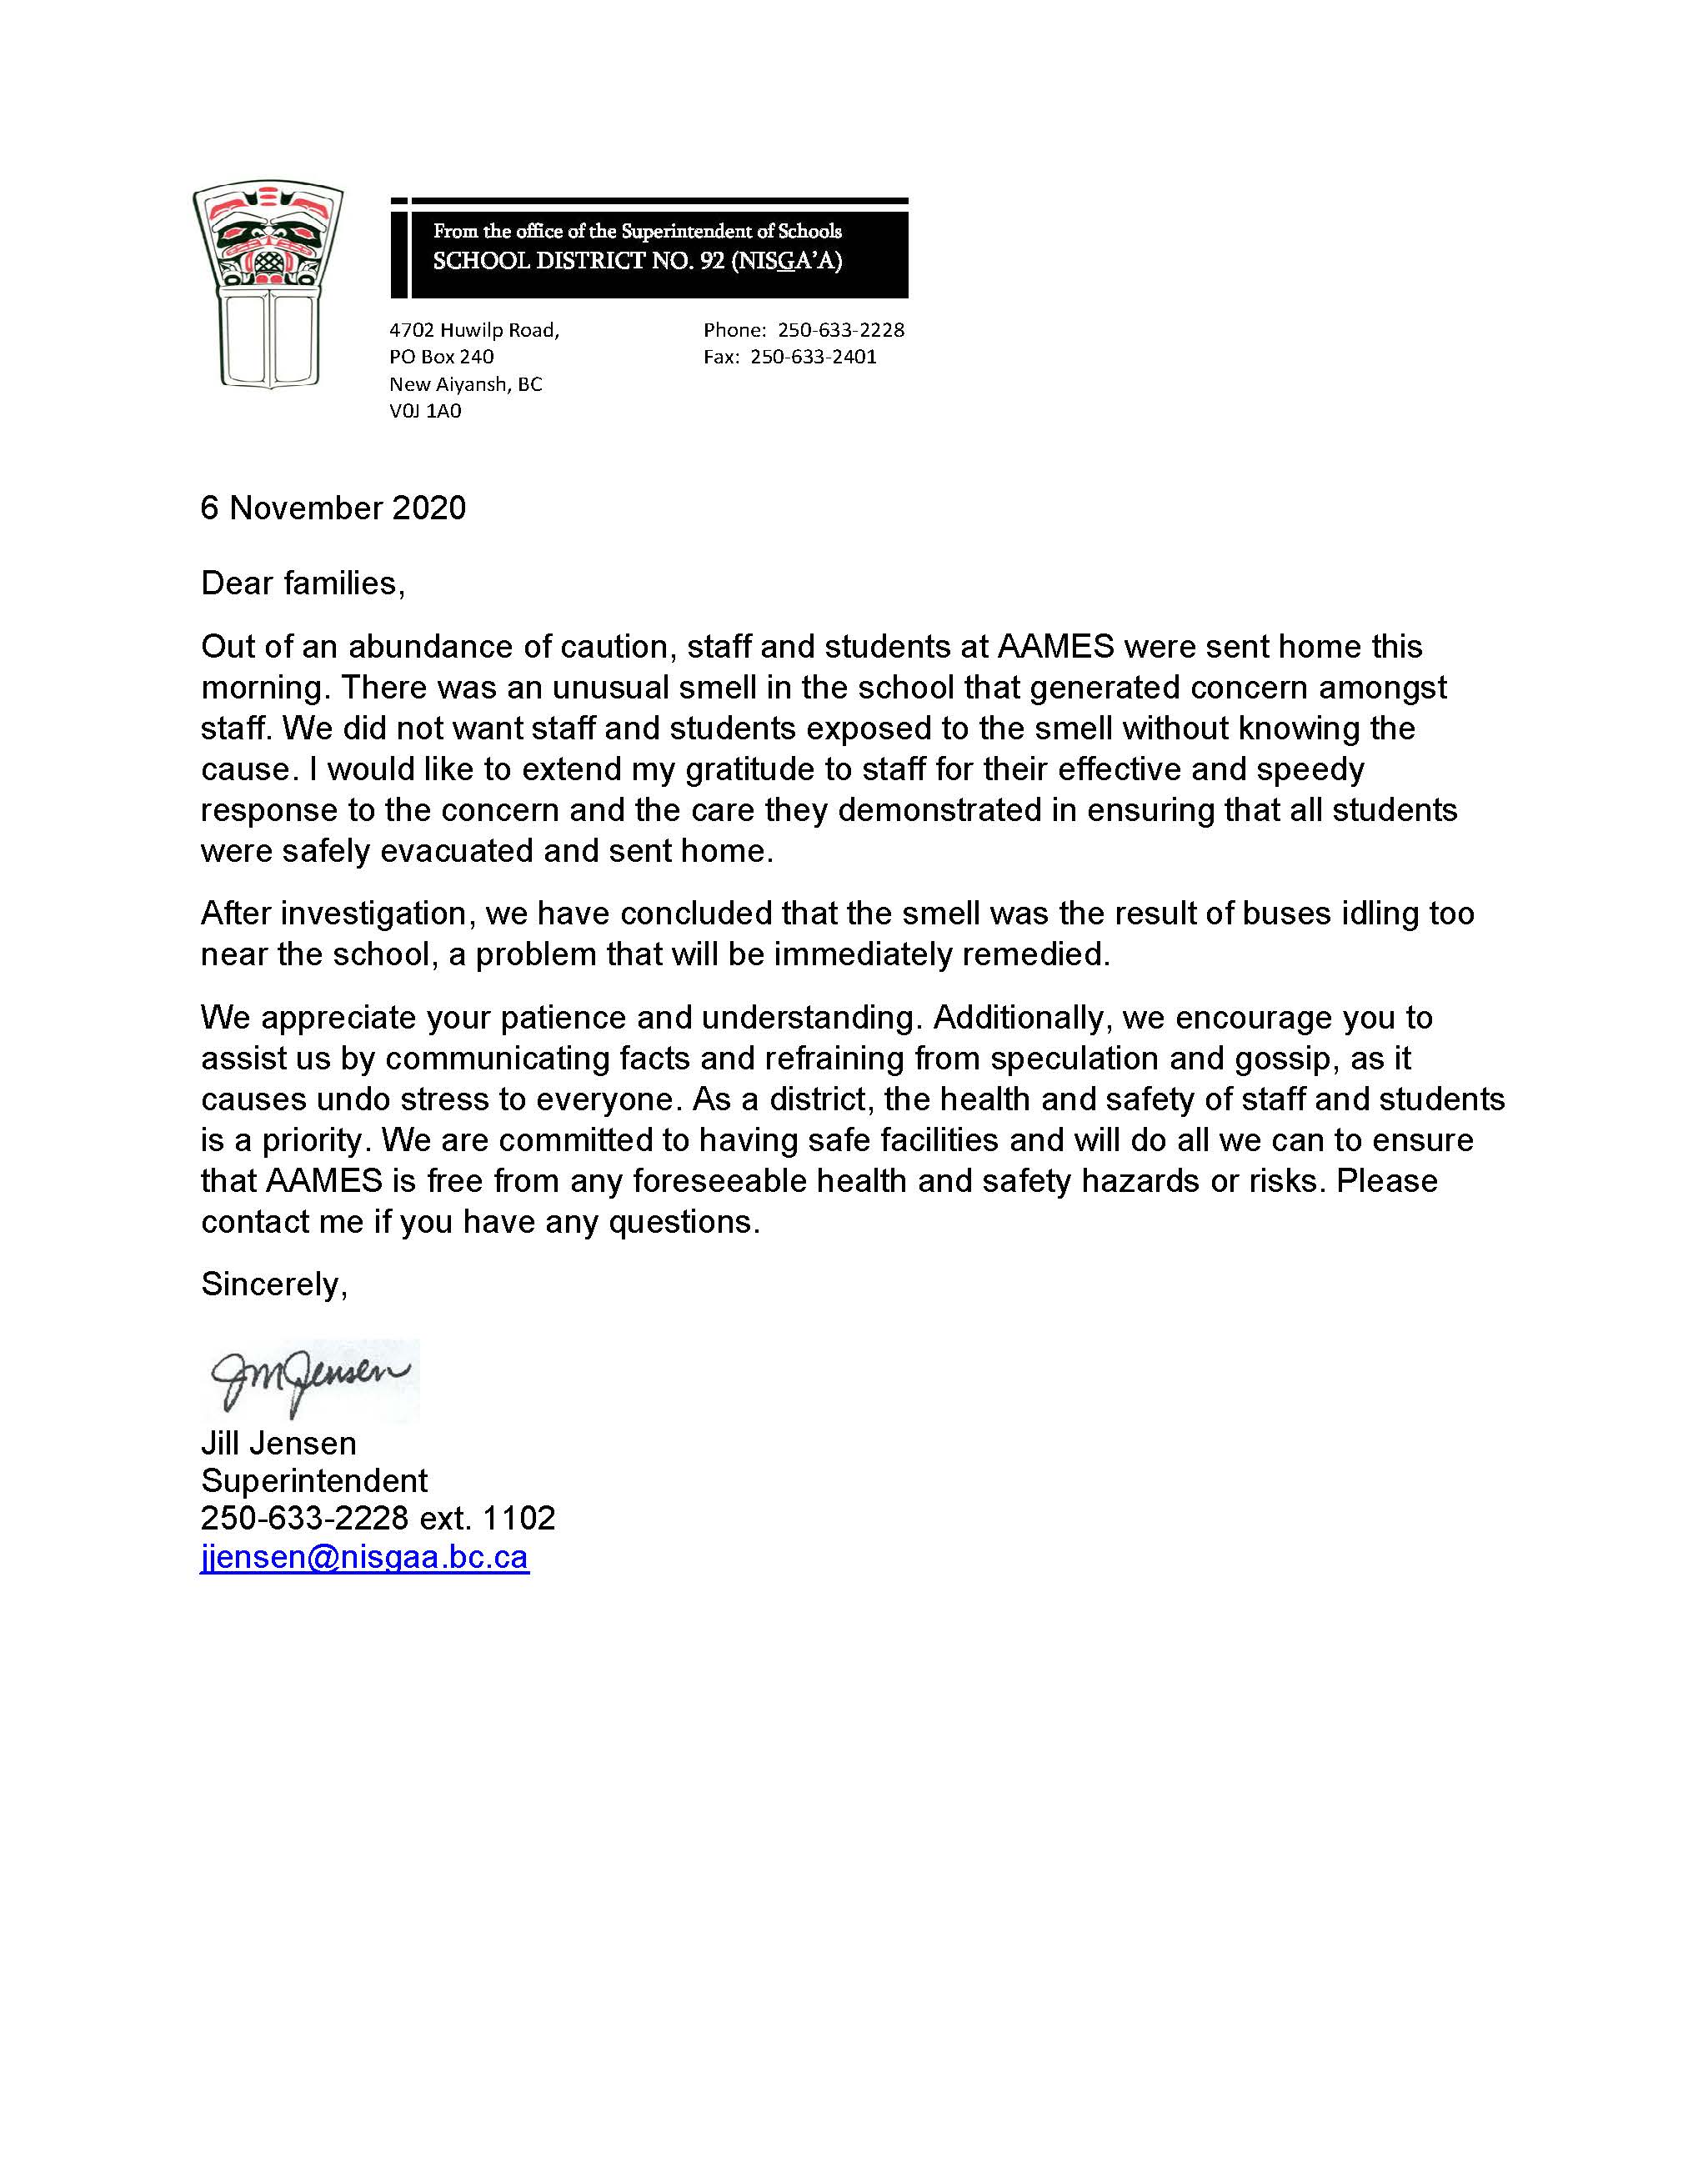 From the office of the Superintendent of Schools
SCHOOL DISTRICT NO. 92 (NISG̲A’A)
4702 Huwilp Road,
PO Box 240
New Aiyansh, BC
V0J 1A0
Phone: 250-633-2228
Fax: 250-633-2401
6 November 2020
Dear families,
Out of an abundance of caution, staff and students at AAMES were sent home this
morning. There was an unusual smell in the school that generated concern amongst
staff. We did not want staff and students exposed to the smell without knowing the
cause. I would like to extend my gratitude to staff for their effective and speedy
response to the concern and the care they demonstrated in ensuring that all students
were safely evacuated and sent home.
After investigation, we have concluded that the smell was the result of buses idling too
near the school, a problem that will be immediately remedied.
We appreciate your patience and understanding. Additionally, we encourage you to
assist us by communicating facts and refraining from speculation and gossip, as it
causes undo stress to everyone. As a district, the health and safety of staff and students
is a priority. We are committed to having safe facilities and will do all we can to ensure
that AAMES is free from any foreseeable health and safety hazards or risks. Please
contact me if you have any questions.
Sincerely,
JMJensen
Jill Jensen
Superintendent
250-633-2228 ext. 1102
jjensen@nisgaa.bc.ca